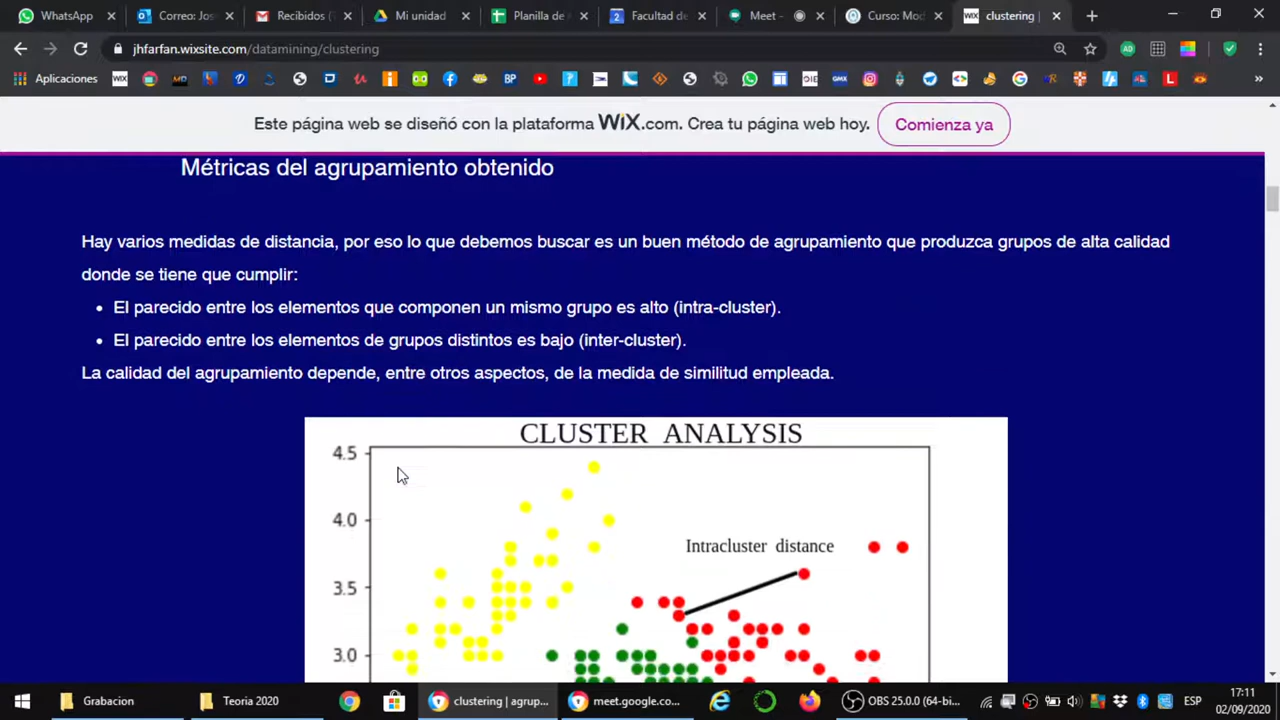 WhatsApp
Correo: Jos
Recibidos (
Mi unidad
Planilla de A
Facultad de
Meet -
Curso: Mod
clustering |
jhfarfan.wixsite.com/datamining/clustering
Aplicaciones
Este página web se diseñó con la plataforma WiX.com. Crea tu página web hoy.
Comienza ya
Métricas del agrupamiento obtenido
Hay varios medidas de distancia, por eso lo que debemos buscar es un buen método de agrupamiento que produzca grupos de alta calidad
donde se tiene que cumplir:
• El parecido entre los elementos que componen un mismo grupo es alto (intra-cluster).
• El parecido entre los elementos de grupos distintos es bajo (inter-cluster).
La calidad del agrupamiento depende, entre otros aspectos, de la medida de similitud empleada.
CLUSTER ANALYSIS
4.5
4.0
Intracluster distance
3.5
3.0
Grabacion
Teoria 2020
clustering | agrup...
meet.google.co...
OBS 25.0.0 (64-bi...
ESP
17:11
02/09/2020